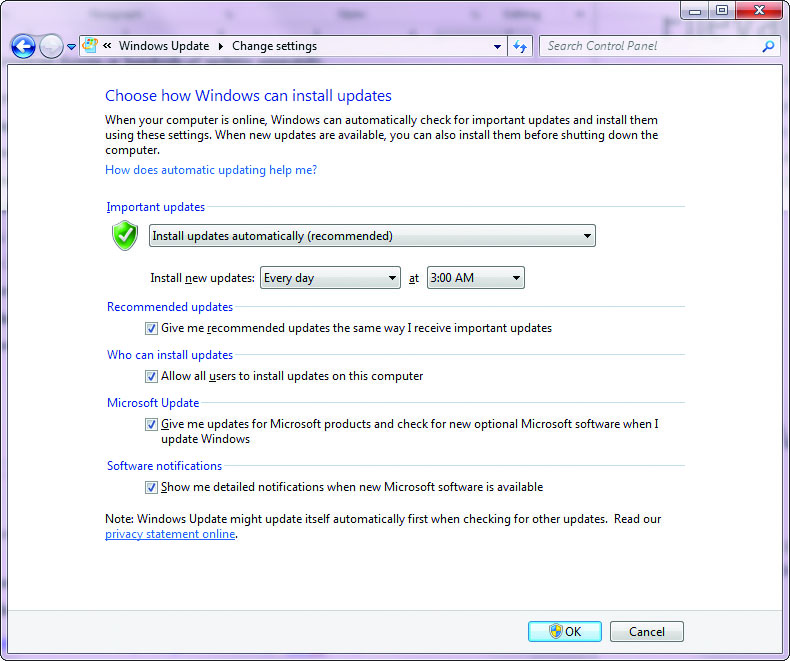 « Windows Update ▸ Change settings
Search Control Panel
Choose how Windows can install updates
When your computer is online, Windows can automatically check for important updates and install them
using these settings. When new updates are available, you can also install them before shutting down the
computer.
How does automatic updating help me?
Important updates
Install updates automatically (recommended)
Install new updates: Every day at 3:00 AM
Recommended updates
Give me recommended updates the same way I receive important updates
Who can install updates
Allow all users to install updates on this computer
Microsoft Update
Give me updates for Microsoft products and check for new optional Microsoft software when I
update Windows
Software notifications
Show me detailed notifications when new Microsoft software is available
Note: Windows Update might update itself automatically first when checking for other updates. Read our
privacy statement online.
OK Cancel